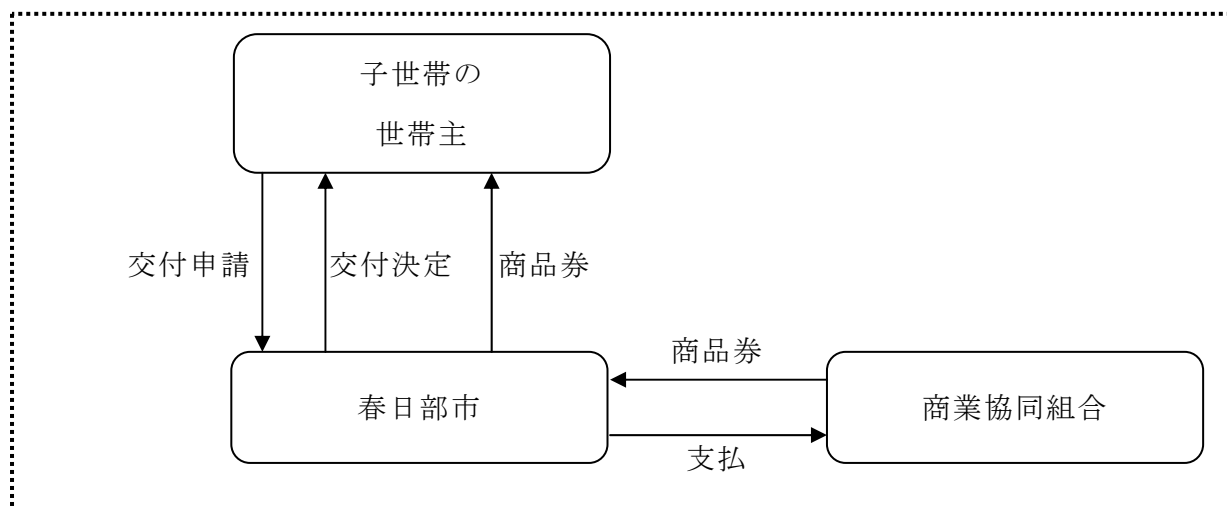 子世帯の
世帯主
交付申請
交付決定
商品券
商品券
春日部市
商業協同組合
支払